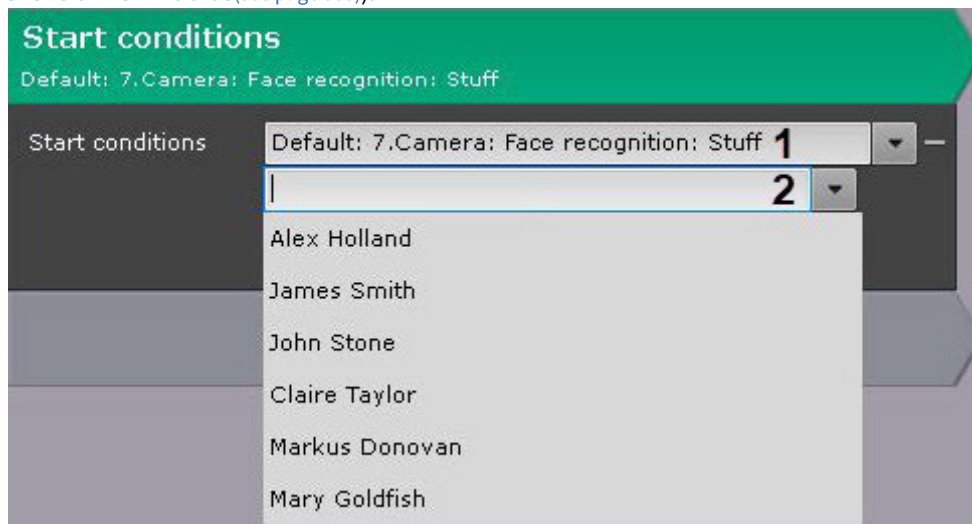 Start conditions
Default: 7.Camera: Face recognition: Stuff
Start conditions
Default: 7.Camera: Face recognition: Stuff 1
2
Alex Holland
James Smith
John Stone
Claire Taylor
Markus Donovan
Mary Goldfish